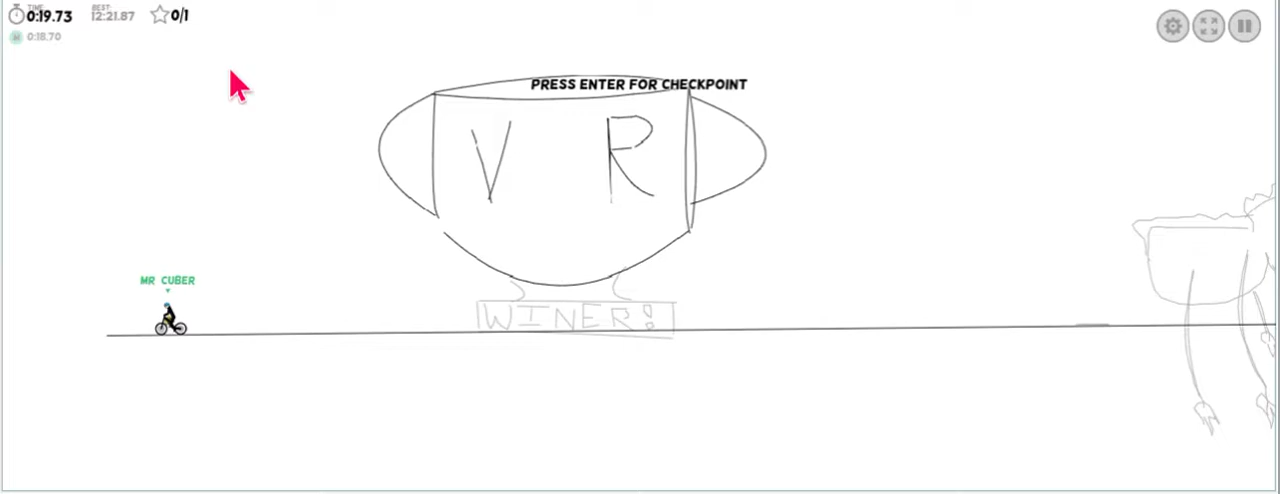 TIME: BEST:
0:19.73 12:21.87 0/1
0:18.70
PRESS ENTER FOR CHECKPOINT
V R
MR CUBER
WINER!